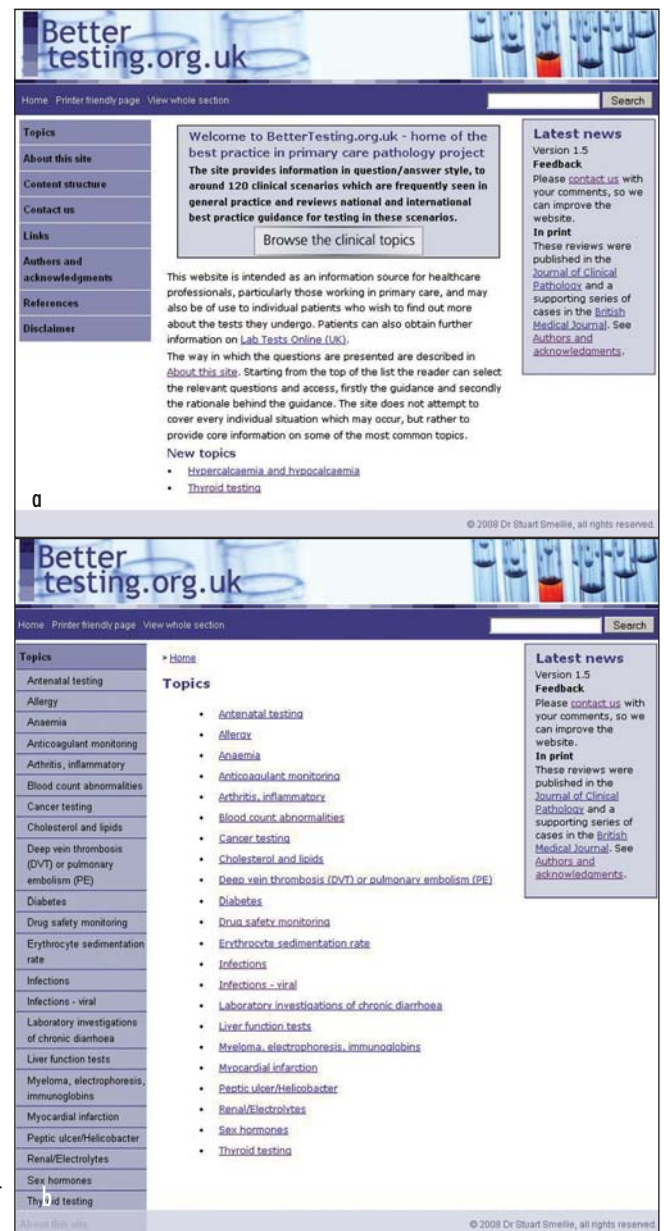 Better
testing.org.uk
Home Printer friendly page View whole section
Search
Topics
About this site
Content structure
Contact us
Links
Authors and
acknowledgments
References
Disclaimer
Welcome to BetterTesting.org.uk - home of the
best practice in primary care pathology project
The site provides information in question/answer style, to
around 120 clinical scenarios which are frequently seen in
general practice and reviews national and international
best practice guidance for testing in these scenarios.
Browse the clinical topics
This website is intended as an information source for healthcare
professionals, particularly those working in primary care, and may
also be of use to individual patients who wish to find out more
about the tests they undergo. Patients can also obtain further
information on Lab Tests Online (UK).
The way in which the questions are presented are described in
About this site. Starting from the top of the list the reader can select
the relevant questions and access, firstly the guidance and secondly
the rationale behind the guidance. The site does not attempt to
cover every individual situation which may occur, but rather to
provide core information on some of the most common topics.
New topics
• Hypercalcaemia and hypocalcaemia
• Thyroid testing
Latest news
Version 1.5
Feedback
Please contact us with
your comments, so we
can improve the
website.
In print
These reviews were
published in the
Journal of Clinical
Pathology and a
supporting series of
cases in the British
Medical Journal. See
Authors and
acknowledgments.
a
© 2008 Dr Stuart Smellie, all rights reserved.
Better
testing.org.uk
Home Printer friendly page View whole section
Search
Topics
Antenatal testing
Allergy
Anaemia
Anticoagulant monitoring
Arthritis, inflammatory
Blood count abnormalities
Cancer testing
Cholesterol and lipids
Deep vein thrombosis
(DVT) or pulmonary
embolism (PE)
Diabetes
Drug safety monitoring
Erythrocyte sedimentation
rate
Infections
Infections - viral
Laboratory investigations
of chronic diarrhoea
Liver function tests
Myeloma, electrophoresis,
immunoglobins
Myocardial infarction
Peptic ulcer/Helicobacter
Renal/Electrolytes
Sex hormones
Thyroid testing
About this site
b
Home
Topics
• Antenatal testing
• Allergy
• Anaemia
• Anticoagulant monitoring
• Arthritis, inflammatory
• Blood count abnormalities
• Cancer testing
• Cholesterol and lipids
• Deep vein thrombosis (DVT) or pulmonary embolism (PE)
• Diabetes
• Drug safety monitoring
• Erythrocyte sedimentation rate
• Infections
• Infections - viral
• Laboratory investigations of chronic diarrhoea
• Liver function tests
• Myeloma, electrophoresis, immunoglobins
• Myocardial infarction
• Peptic ulcer/Helicobacter
• Renal/Electrolytes
• Sex hormones
• Thyroid testing
Latest news
Version 1.5
Feedback
Please contact us with
your comments, so we
can improve the
website.
In print
These reviews were
published in the
Journal of Clinical
Pathology and a
supporting series of
cases in the British
Medical Journal. See
Authors and
acknowledgments.
© 2008 Dr Stuart Smellie, all rights reserved.